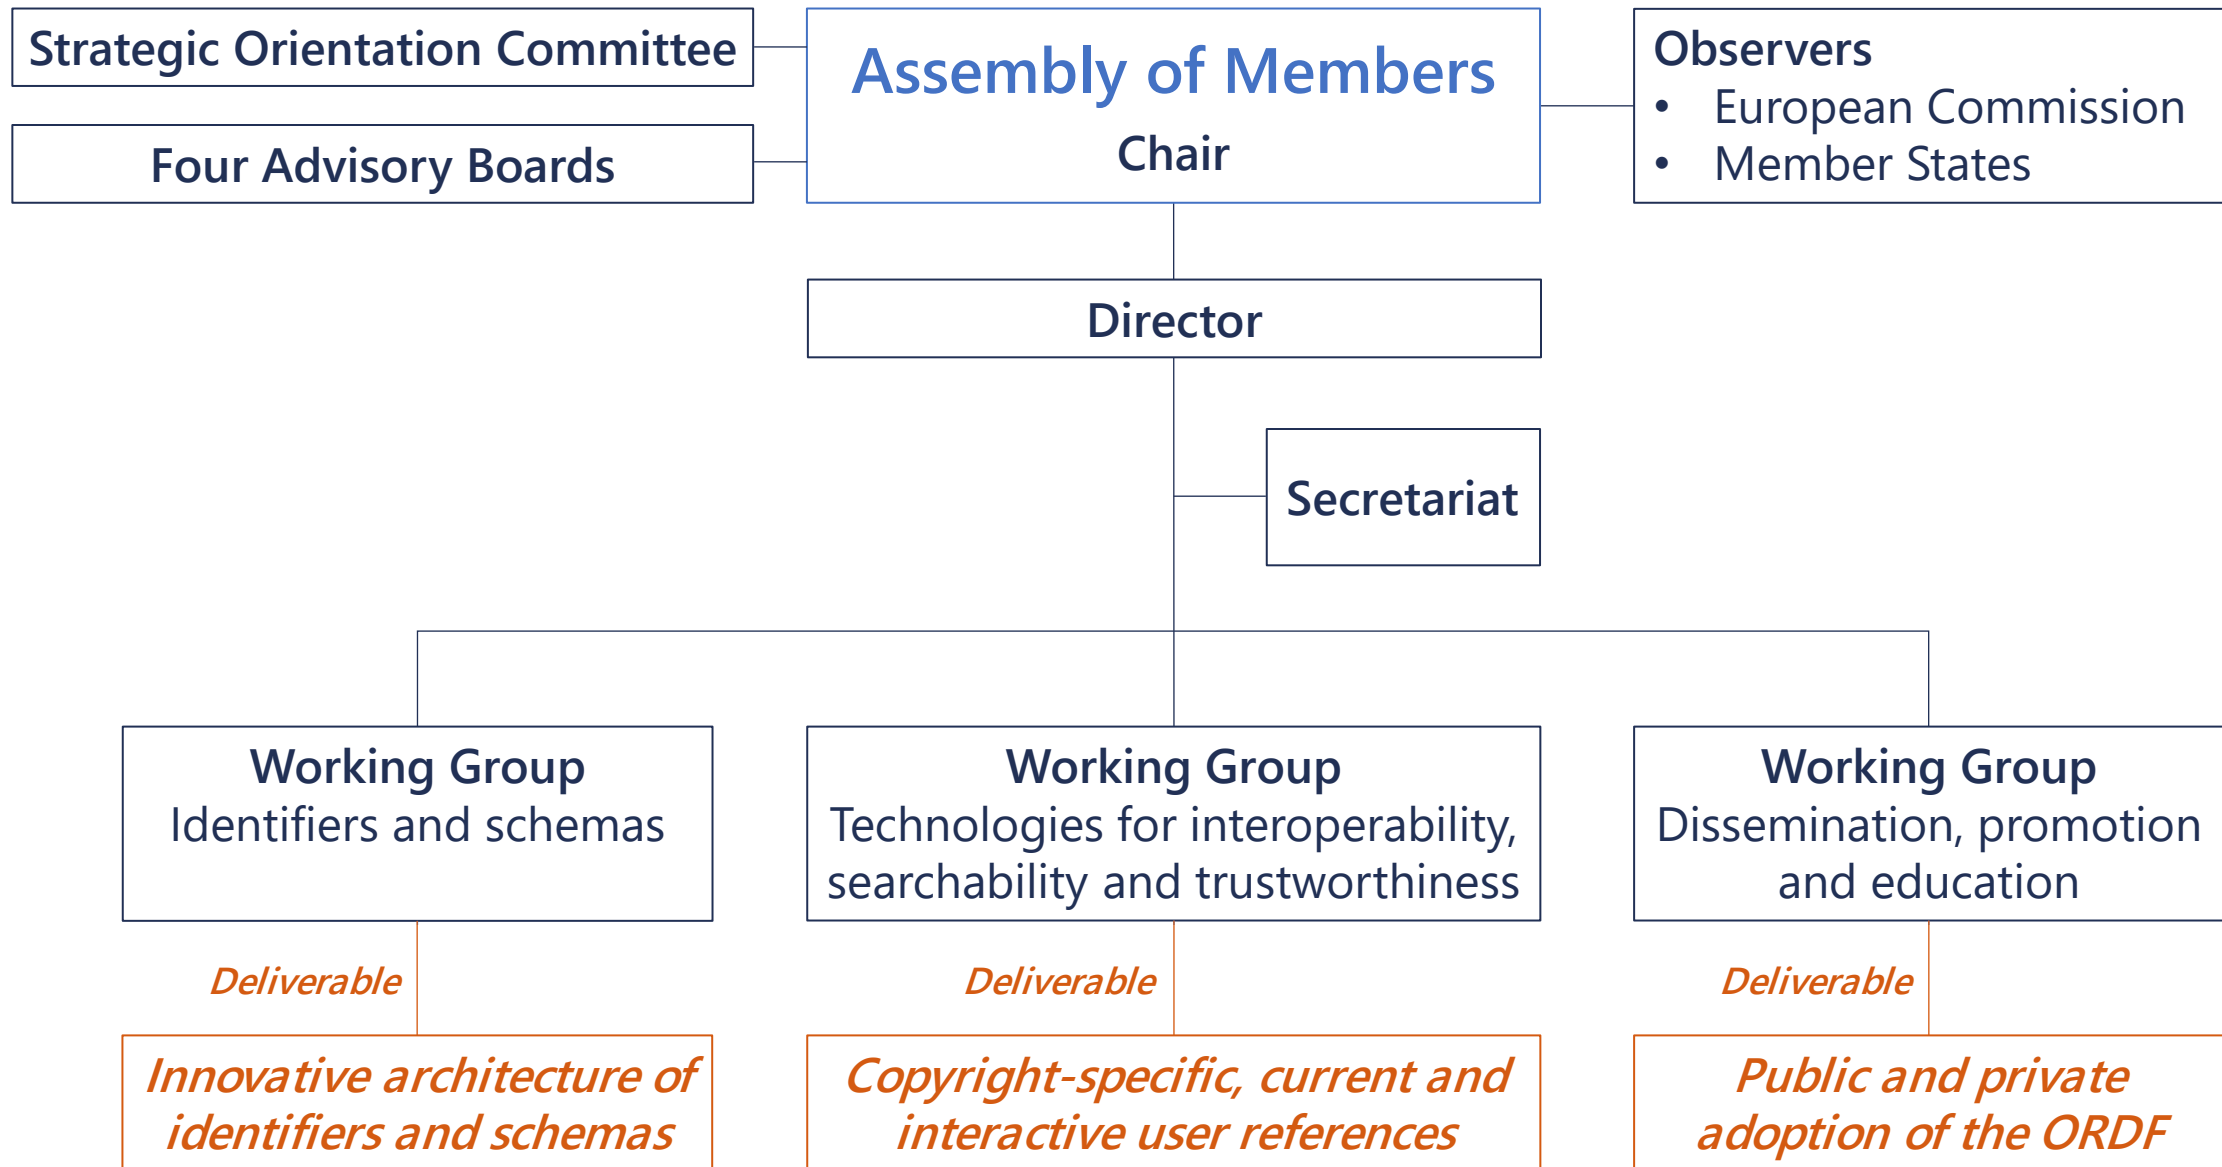 Strategic Orientation Committee
Four Advisory Boards
Assembly of Members
Chair
Observers
• European Commission
• Member States
Director
Secretariat
Working Group
Identifiers and schemas
Working Group
Technologies for interoperability,
searchability and trustworthiness
Working Group
Dissemination, promotion
and education
Deliverable
Deliverable
Deliverable
Innovative architecture of
identifiers and schemas
Copyright-specific, current and
interactive user references
Public and private
adoption of the ORDF